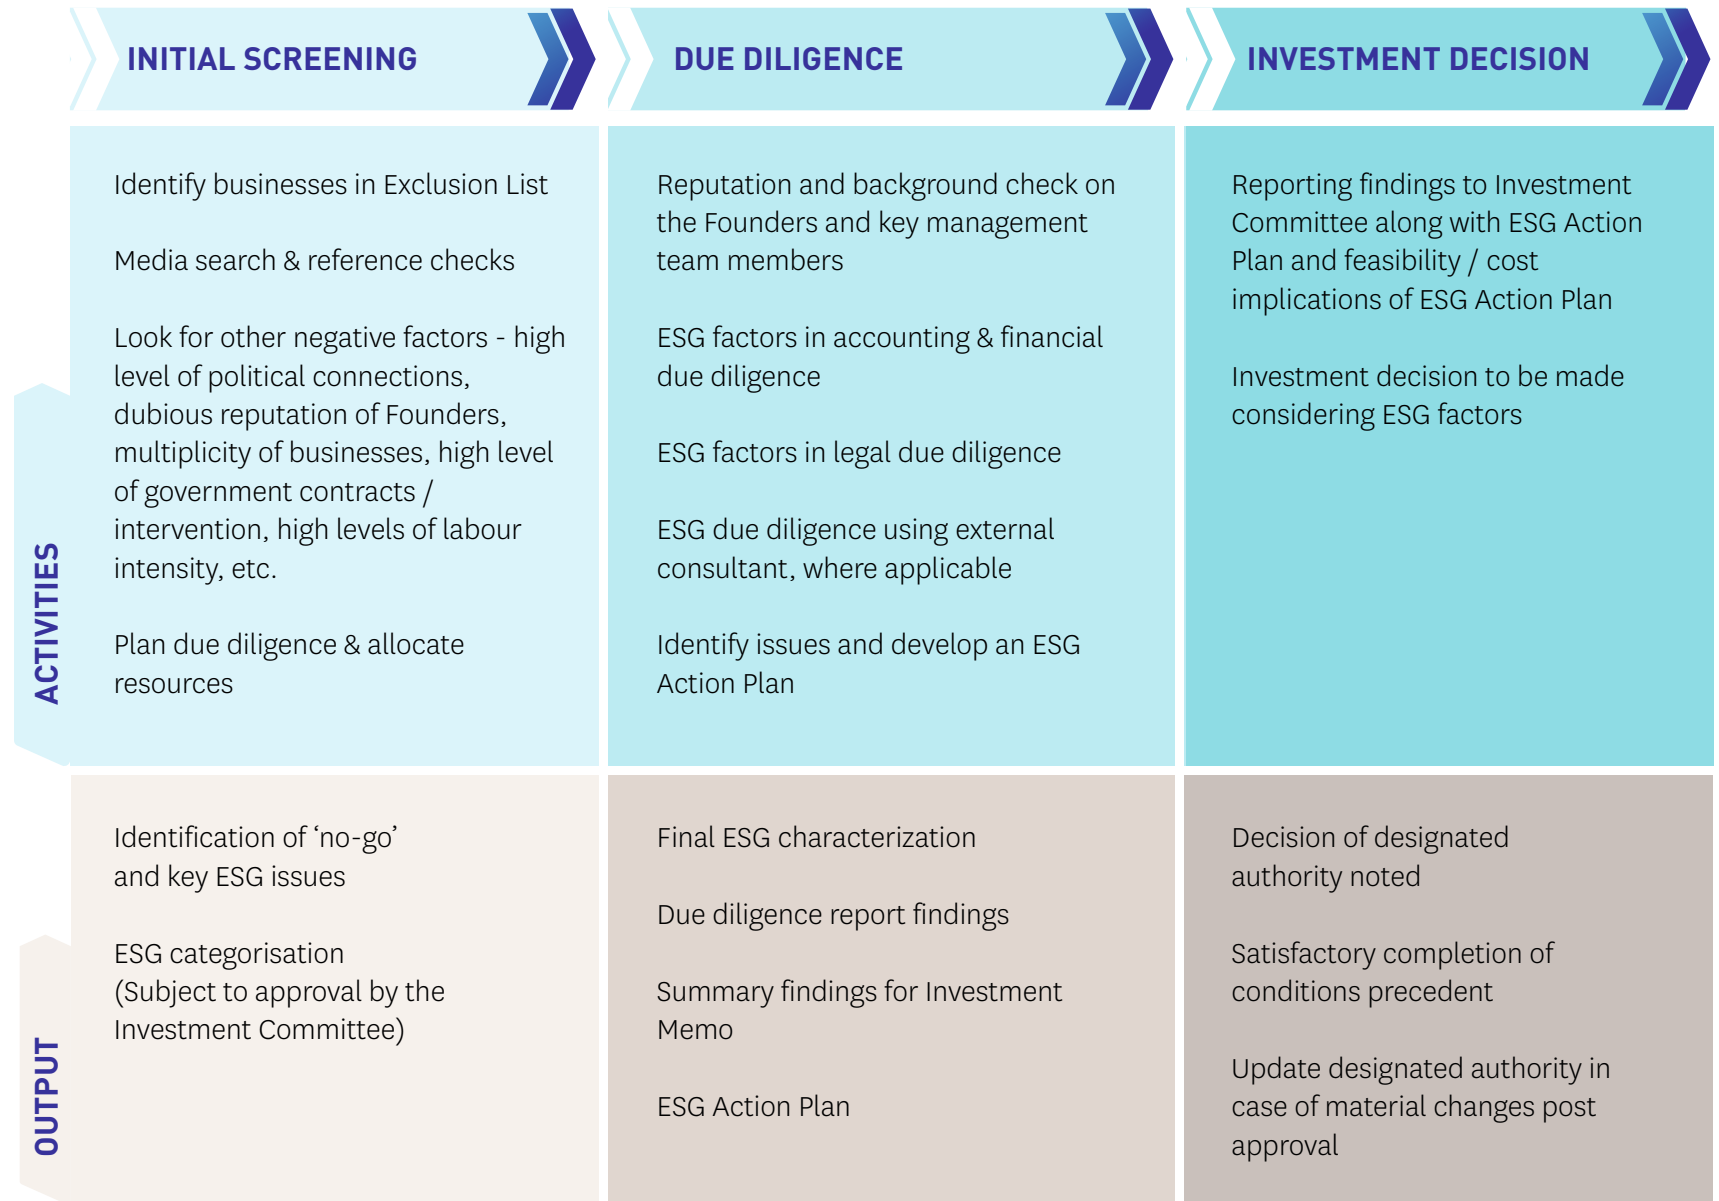 INITIAL SCREENING
DUE DILIGENCE
INVESTMENT DECISION
ACTIVITIES
Identify businesses in Exclusion List
Media search & reference checks
Look for other negative factors - high
level of political connections,
dubious reputation of Founders,
multiplicity of businesses, high level
of government contracts /
intervention, high levels of labour
intensity, etc.
Plan due diligence & allocate
resources
Reputation and background check on
the Founders and key management
team members
ESG factors in accounting & financial
due diligence
ESG factors in legal due diligence
ESG due diligence using external
consultant, where applicable
Identify issues and develop an ESG
Action Plan
Reporting findings to Investment
Committee along with ESG Action
Plan and feasibility / cost
implications of ESG Action Plan
Investment decision to be made
considering ESG factors
OUTPUT
Identification of ‘no-go’
and key ESG issues
ESG categorisation
(Subject to approval by the
Investment Committee)
Final ESG characterization
Due diligence report findings
Summary findings for Investment
Memo
ESG Action Plan
Decision of designated
authority noted
Satisfactory completion of
conditions precedent
Update designated authority in
case of material changes post
approval